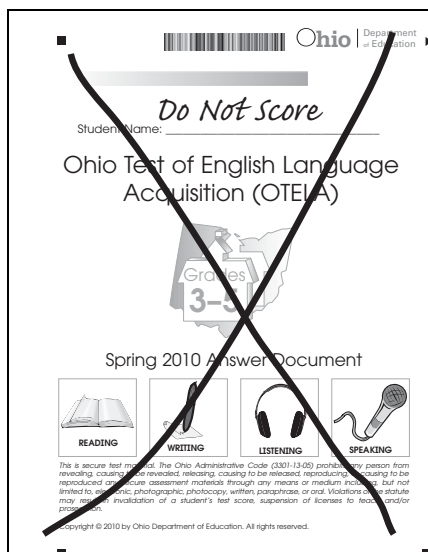 Ohio Department of Education
Do Not Score
Student Name:
Ohio Test of English Language
Acquisition (OTELA)
Grades
3–5
Spring 2010 Answer Document
READING
WRITING
LISTENING
SPEAKING
This is secure test material. The Ohio Administrative Code (3301-13-05) prohibits any person from
revealing, causing to be revealed, releasing, causing to be released, reproducing, or causing to be
reproduced any secure assessment materials through any means or medium including, but not
limited to, electronic, photographic, photocopy, written, paraphrase, or oral. Violations of the statute
may result in invalidation of a student's test score, suspension of licenses to teach and/or
prosecution.
Copyright © 2010 by Ohio Department of Education. All rights reserved.